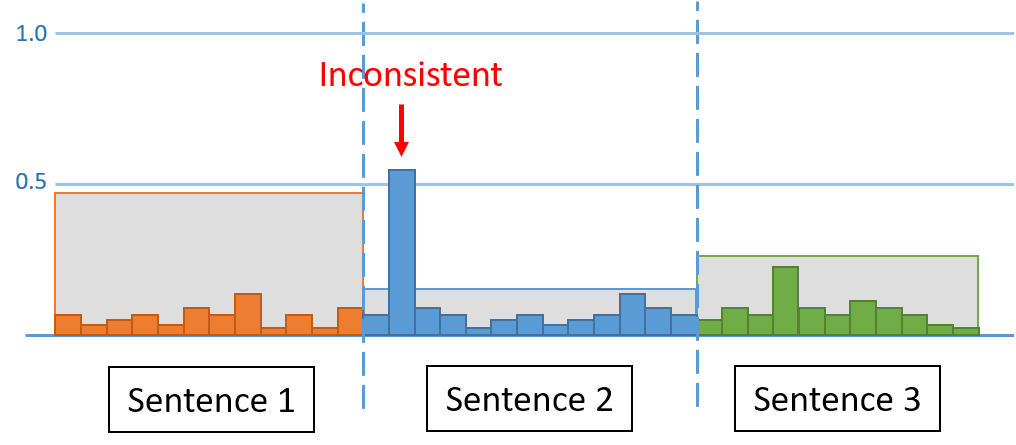 1.0
Inconsistent
0.5
Sentence 1
Sentence 2
Sentence 3